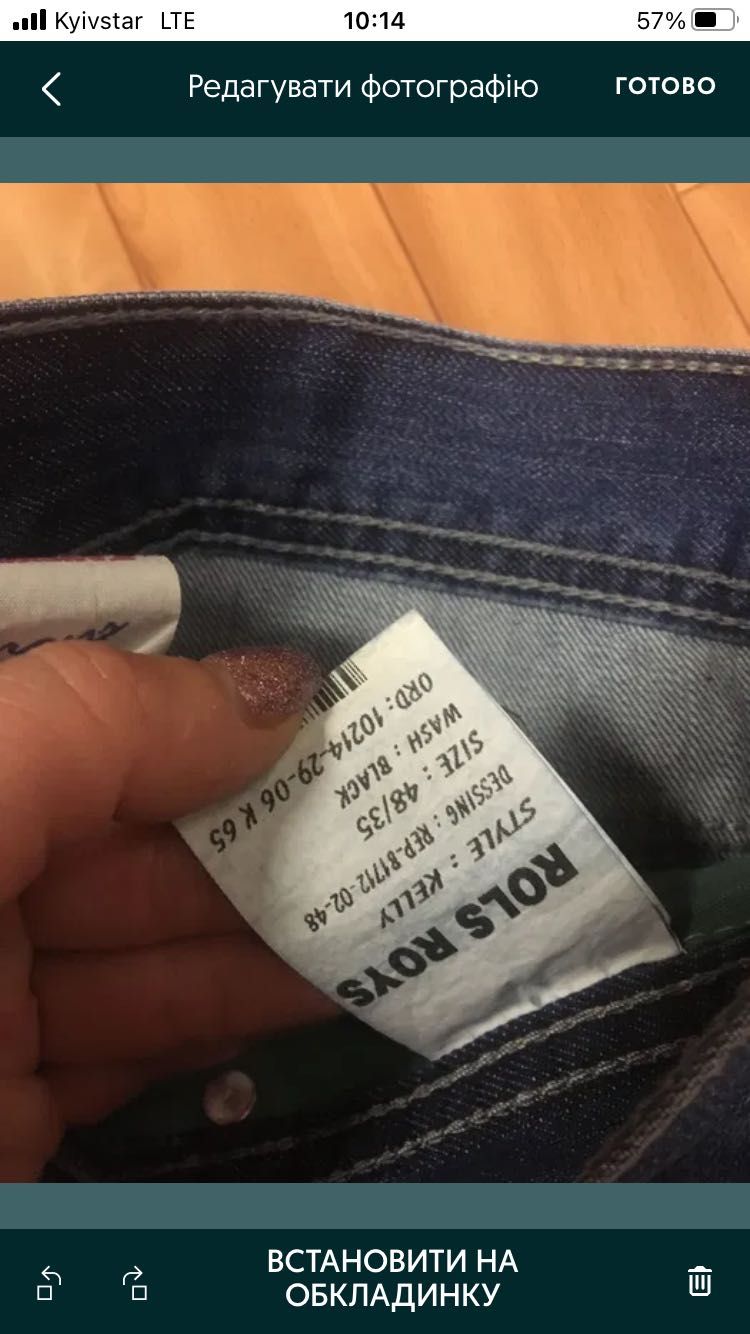 Kyivstar LTE 10:14 57%
Редагувати фотографію ГОТОВО
ROLS ROYS
STYLE : KELLY
DESSING : REP-81712-02-48
SIZE : 48/35
WASH : BLACK
ORD: 10214-29-06 K 65
ВСТАНОВИТИ НА
ОБКЛАДИНКУ